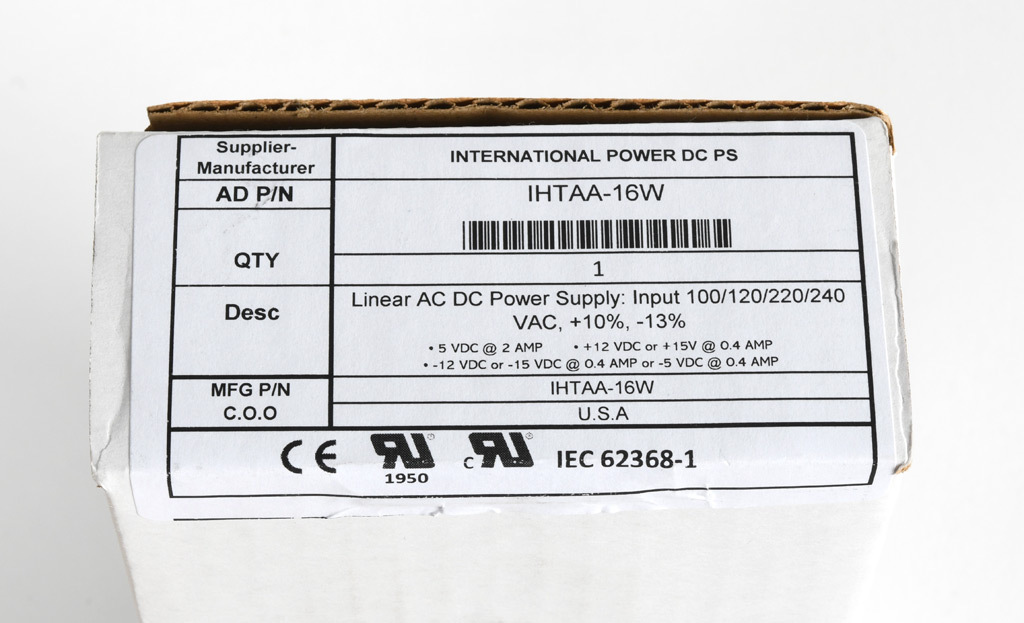 Supplier-
Manufacturer
INTERNATIONAL POWER DC PS
AD P/N
IHTAA-16W
QTY
1
Desc
Linear AC DC Power Supply: Input 100/120/220/240
VAC, +10%, -13%
• 5 VDC @ 2 AMP • +12 VDC or +15V @ 0.4 AMP
• -12 VDC or -15 VDC @ 0.4 AMP or -5 VDC @ 0.4 AMP
MFG P/N
IHTAA-16W
C.O.O
U.S.A
CE RU® c RU® IEC 62368-1
1950